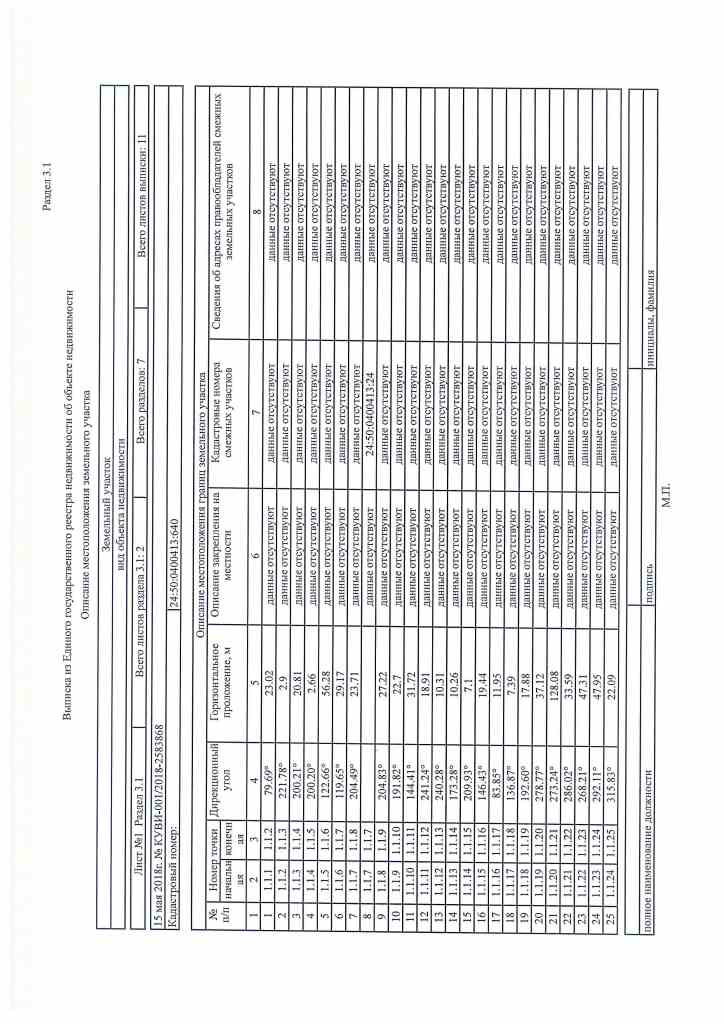 Раздел 3.1
Выписка из Единого государственного реестра недвижимости об объекте недвижимости
Описание местоположения земельного участка
Земельный участок
вид объекта недвижимости
Лист №1 Раздел 3.1 Всего листов раздела 3.1: 2 Всего разделов: 7 Всего листов выписки: 11
15 мая 2018г. № КУВИ-001/2018-2583868
Кадастровый номер: 24:50:0400413:640
Описание местоположения границ земельного участка
№ п/п Номер точки Дирекционный угол Горизонтальное проложение, м Описание закрепления на местности Кадастровые номера смежных участков Сведения об адресах правообладателей смежных земельных участков
начальная конечная
1 2 3 4 5 6 7 8
1 1.1.1 1.1.2 79.69° 23.02 данные отсутствуют данные отсутствуют данные отсутствуют
2 1.1.2 1.1.3 221.78° 2.9 данные отсутствуют данные отсутствуют данные отсутствуют
3 1.1.3 1.1.4 200.21° 20.81 данные отсутствуют данные отсутствуют данные отсутствуют
4 1.1.4 1.1.5 200.20° 2.66 данные отсутствуют данные отсутствуют данные отсутствуют
5 1.1.5 1.1.6 122.66° 56.28 данные отсутствуют данные отсутствуют данные отсутствуют
6 1.1.6 1.1.7 119.65° 29.17 данные отсутствуют данные отсутствуют данные отсутствуют
7 1.1.7 1.1.8 204.49° 23.71 данные отсутствуют данные отсутствуют данные отсутствуют
8 1.1.7 1.1.7 данные отсутствуют 24:50:0400413:24 данные отсутствуют
9 1.1.8 1.1.9 204.83° 27.22 данные отсутствуют данные отсутствуют данные отсутствуют
10 1.1.9 1.1.10 191.82° 22.7 данные отсутствуют данные отсутствуют данные отсутствуют
11 1.1.10 1.1.11 144.41° 31.72 данные отсутствуют данные отсутствуют данные отсутствуют
12 1.1.11 1.1.12 241.24° 18.91 данные отсутствуют данные отсутствуют данные отсутствуют
13 1.1.12 1.1.13 240.28° 10.31 данные отсутствуют данные отсутствуют данные отсутствуют
14 1.1.13 1.1.14 173.28° 10.26 данные отсутствуют данные отсутствуют данные отсутствуют
15 1.1.14 1.1.15 209.93° 7.1 данные отсутствуют данные отсутствуют данные отсутствуют
16 1.1.15 1.1.16 146.43° 19.44 данные отсутствуют данные отсутствуют данные отсутствуют
17 1.1.16 1.1.17 83.85° 11.95 данные отсутствуют данные отсутствуют данные отсутствуют
18 1.1.17 1.1.18 136.87° 7.39 данные отсутствуют данные отсутствуют данные отсутствуют
19 1.1.18 1.1.19 192.60° 17.88 данные отсутствуют данные отсутствуют данные отсутствуют
20 1.1.19 1.1.20 278.77° 37.12 данные отсутствуют данные отсутствуют данные отсутствуют
21 1.1.20 1.1.21 273.24° 128.08 данные отсутствуют данные отсутствуют данные отсутствуют
22 1.1.21 1.1.22 286.02° 33.59 данные отсутствуют данные отсутствуют данные отсутствуют
23 1.1.22 1.1.23 268.21° 47.31 данные отсутствуют данные отсутствуют данные отсутствуют
24 1.1.23 1.1.24 292.11° 47.95 данные отсутствуют данные отсутствуют данные отсутствуют
25 1.1.24 1.1.25 315.83° 22.09 данные отсутствуют данные отсутствуют данные отсутствуют
полное наименование должности подпись инициалы, фамилия
М.П.